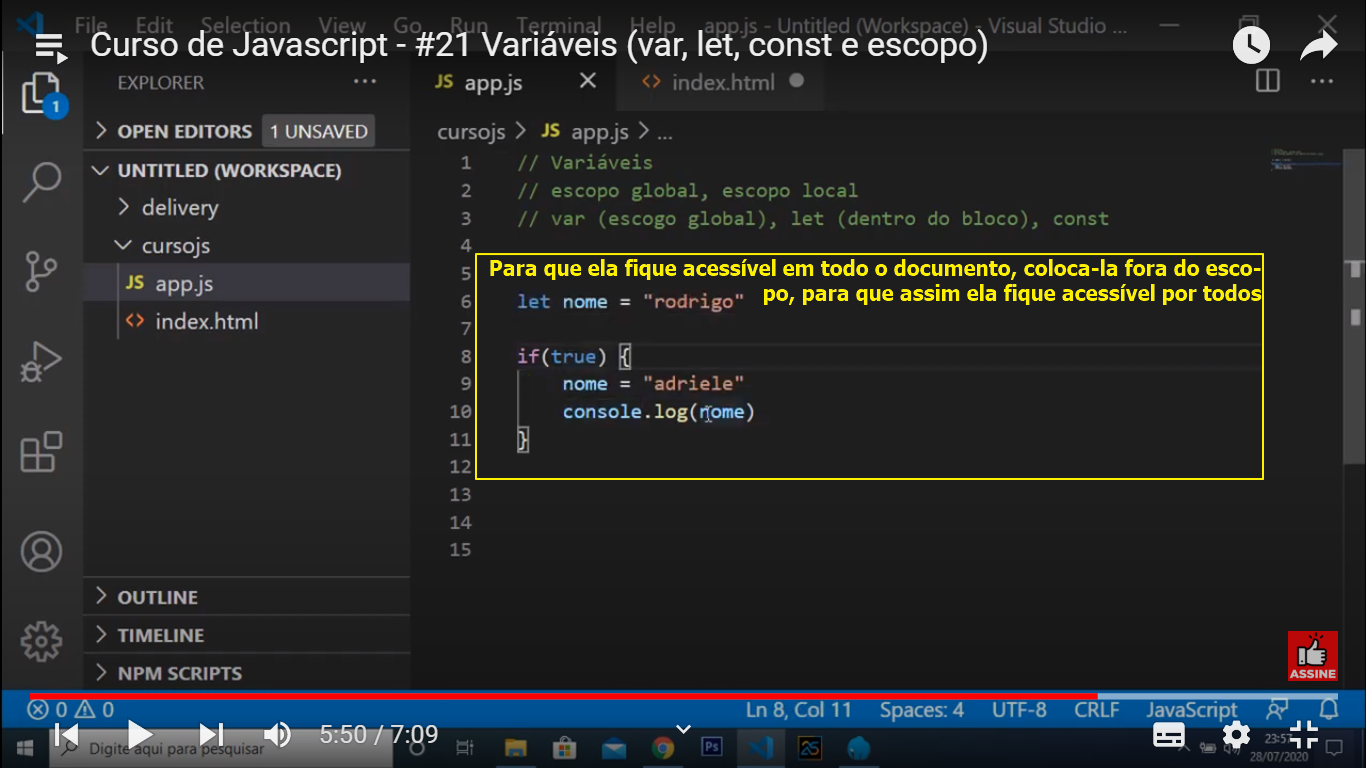 File Edit Selection View Go Run Terminal Help app.js - Untitled (Workspace) - Visual Studio ...
Curso de Javascript - #21 Variáveis (var, let, const e escopo)
EXPLORER
JS app.js
index.html
1
OPEN EDITORS 1 UNSAVED
UNTITLED (WORKSPACE)
delivery
cursojs
JS app.js
index.html
cursojs > JS app.js > ...
1 // Variáveis
2 // escopo global, escopo local
3 // var (escogo global), let (dentro do bloco), const
4
5
Para que ela fique acessível em todo o documento, coloca-la fora do esco-
po, para que assim ela fique acessível por todos
6 let nome = "rodrigo"
7
8 if(true) {
9 nome = "adriele"
10 console.log(nome)
11 }
12
13
14
15
OUTLINE
TIMELINE
NPM SCRIPTS
ASSINE
0 0
Ln 8, Col 11 Spaces: 4 UTF-8 CRLF JavaScript
5:50 / 7:09
Digite aqui para pesquisar
Ps
23:57
28/07/2020